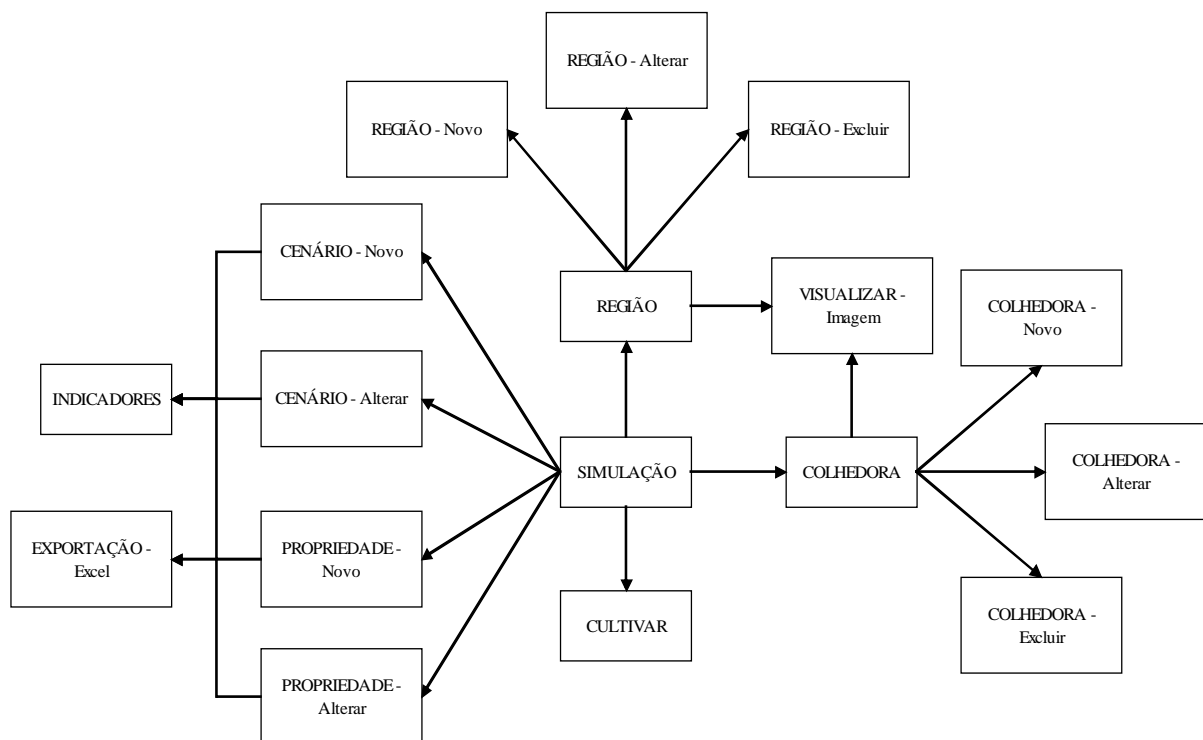 REGIÃO - Alterar
REGIÃO - Novo
REGIÃO - Excluir
CENÁRIO - Novo
REGIÃO
VISUALIZAR -
Imagem
COLHEDORA -
Novo
INDICADORES
CENÁRIO - Alterar
SIMULAÇÃO
COLHEDORA
COLHEDORA -
Alterar
EXPORTAÇÃO -
Excel
PROPRIEDADE -
Novo
CULTIVAR
COLHEDORA -
Excluir
PROPRIEDADE -
Alterar